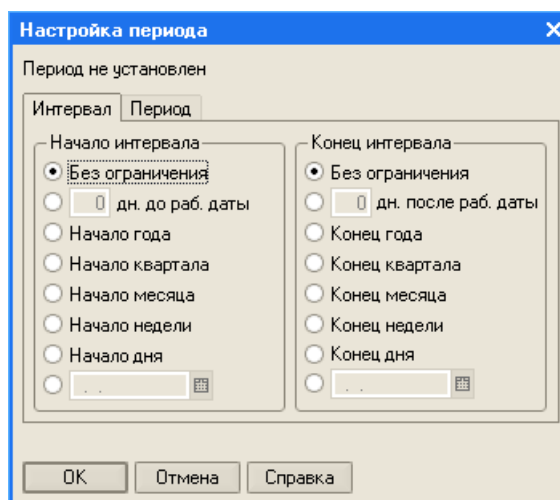 Настройка периода
Период не установлен
Интервал Период
Начало интервала
Без ограничения
0 дн. до раб. даты
Начало года
Начало квартала
Начало месяца
Начало недели
Начало дня
. .
Конец интервала
Без ограничения
0 дн. после раб. даты
Конец года
Конец квартала
Конец месяца
Конец недели
Конец дня
. .
OK Отмена Справка